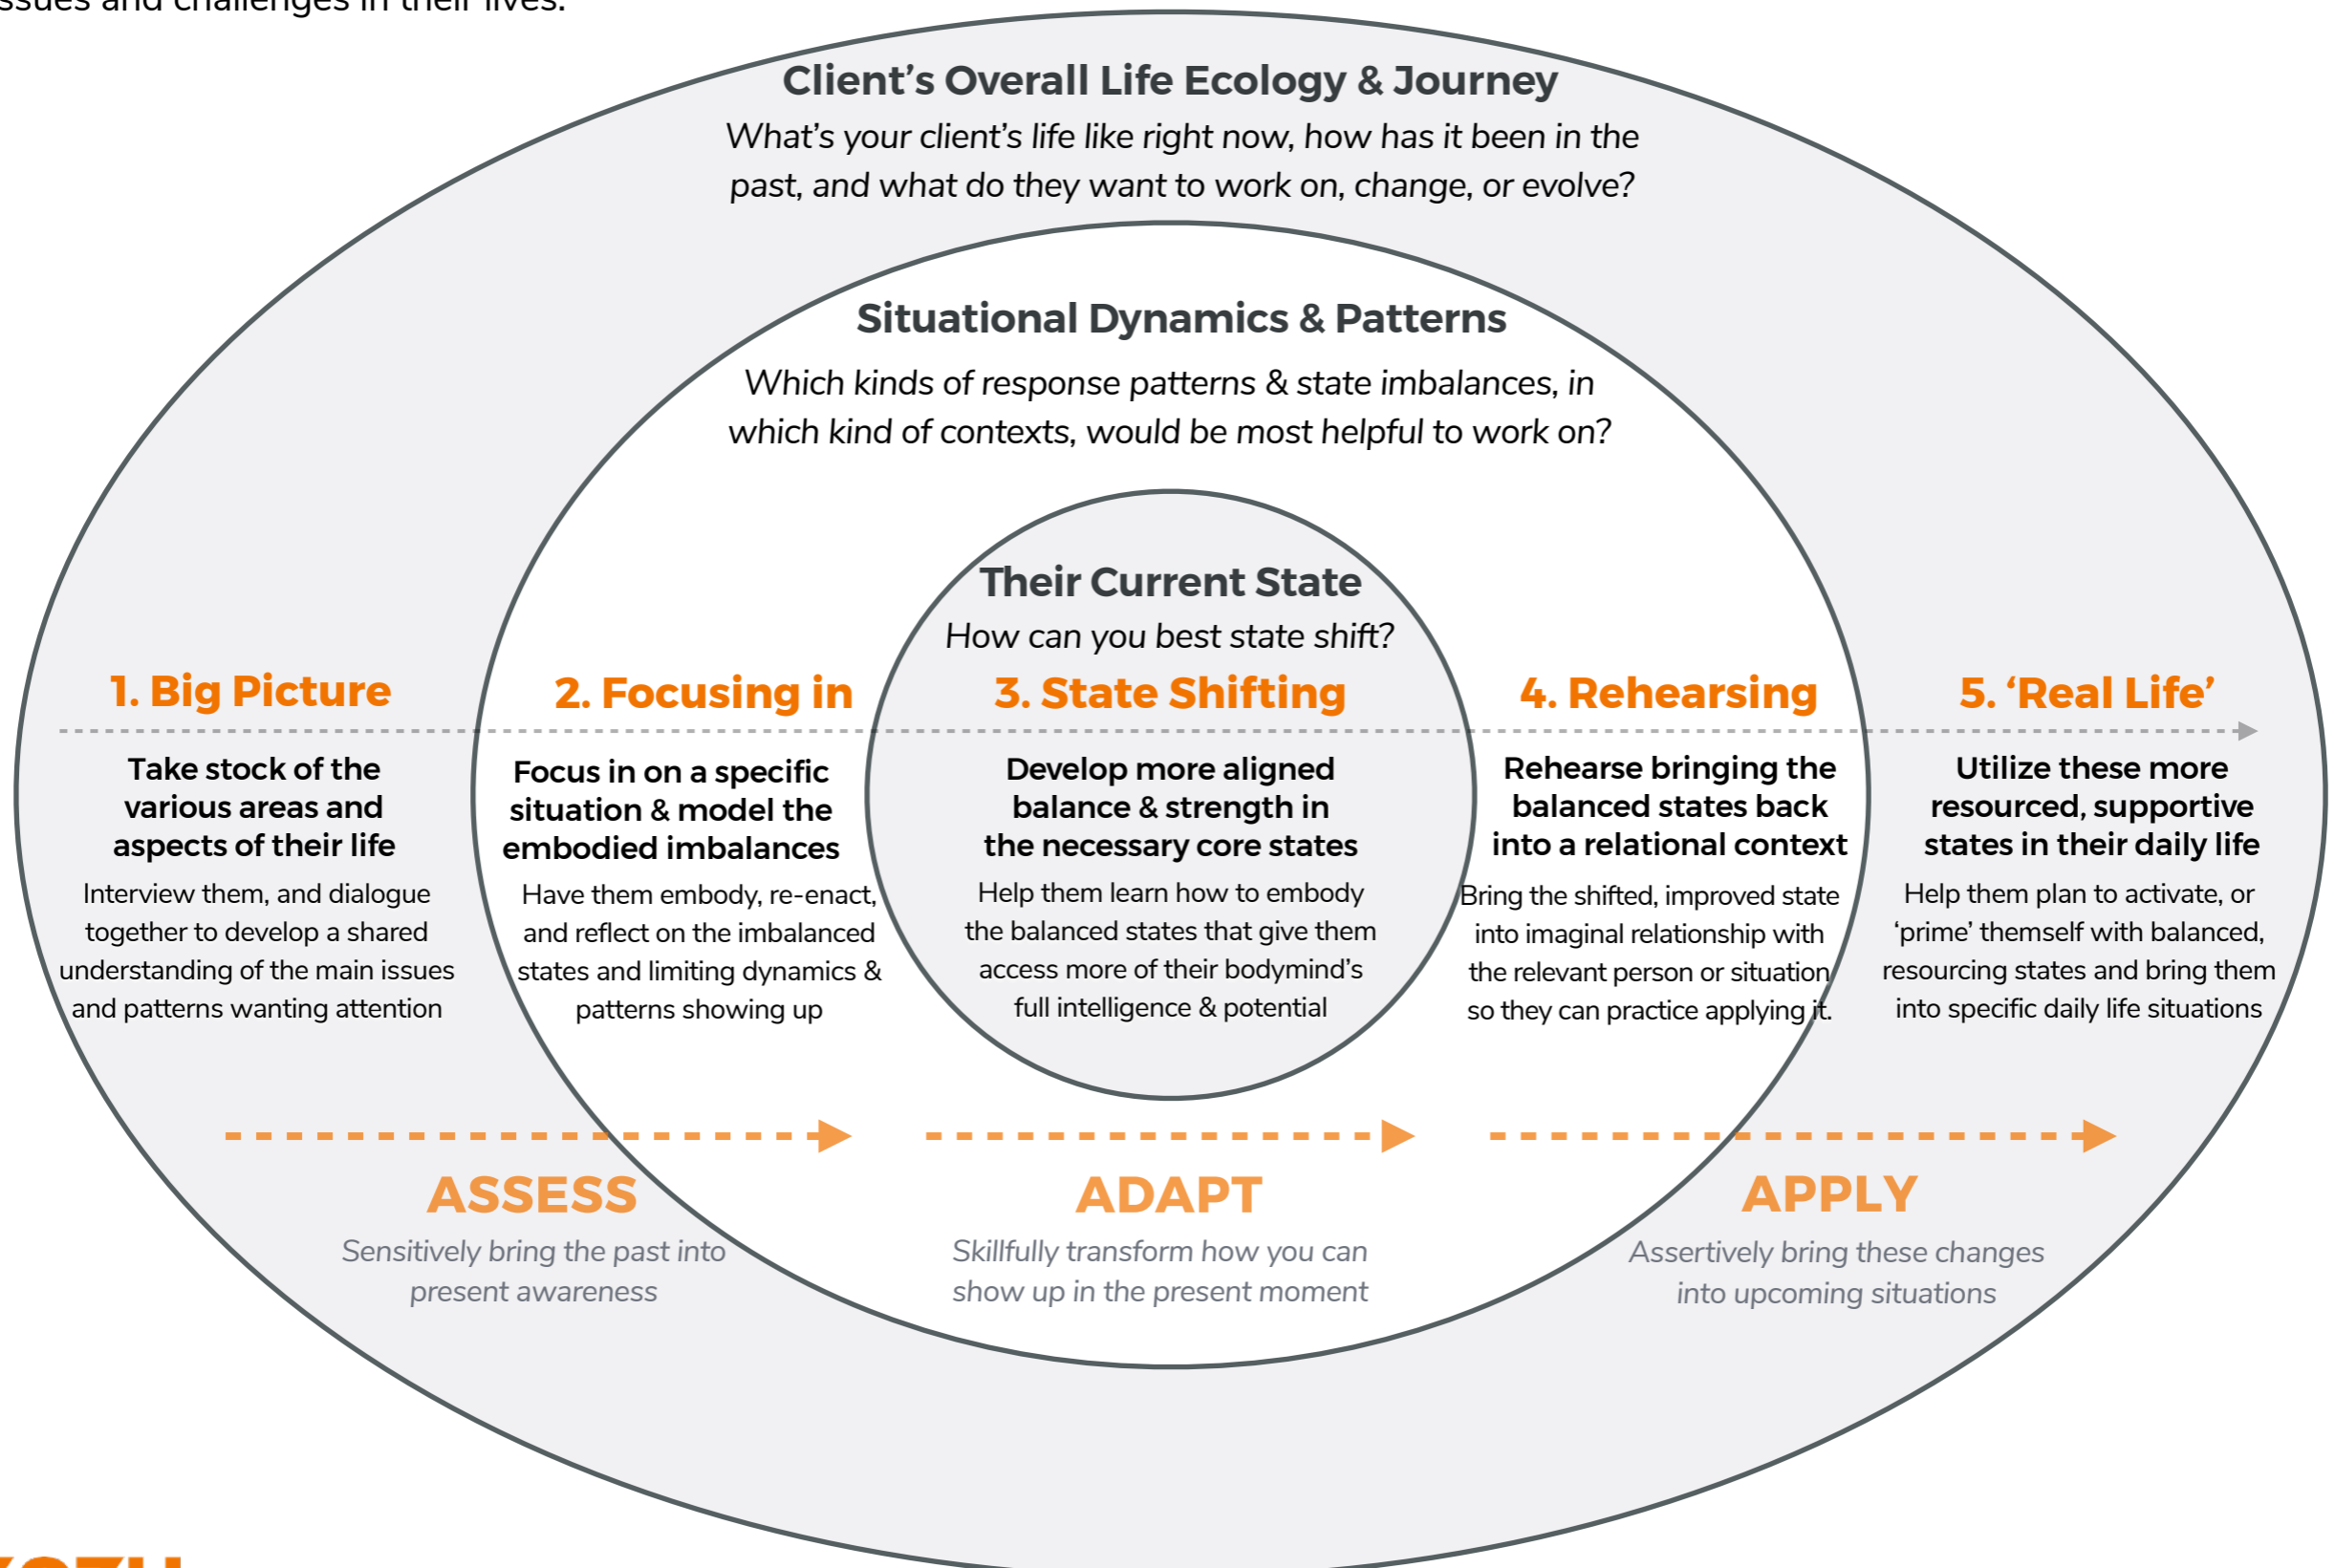 issues and challenges in their lives.
Client’s Overall Life Ecology & Journey
What’s your client’s life like right now, how has it been in the
past, and what do they want to work on, change, or evolve?
Situational Dynamics & Patterns
Which kinds of response patterns & state imbalances, in
which kind of contexts, would be most helpful to work on?
Their Current State
How can you best state shift?
1. Big Picture
Take stock of the
various areas and
aspects of their life
Interview them, and dialogue
together to develop a shared
understanding of the main issues
and patterns wanting attention
2. Focusing in
Focus in on a specific
situation & model the
embodied imbalances
Have them embody, re-enact,
and reflect on the imbalanced
states and limiting dynamics &
patterns showing up
3. State Shifting
Develop more aligned
balance & strength in
the necessary core states
Help them learn how to embody
the balanced states that give them
access more of their bodymind’s
full intelligence & potential
4. Rehearsing
Rehearse bringing the
balanced states back
into a relational context
Bring the shifted, improved state
into imaginal relationship with
the relevant person or situation
so they can practice applying it.
5. ‘Real Life’
Utilize these more
resourced, supportive
states in their daily life
Help them plan to activate, or
‘prime’ themself with balanced,
resourcing states and bring them
into specific daily life situations
ASSESS
Sensitively bring the past into
present awareness
ADAPT
Skillfully transform how you can
show up in the present moment
APPLY
Assertively bring these changes
into upcoming situations